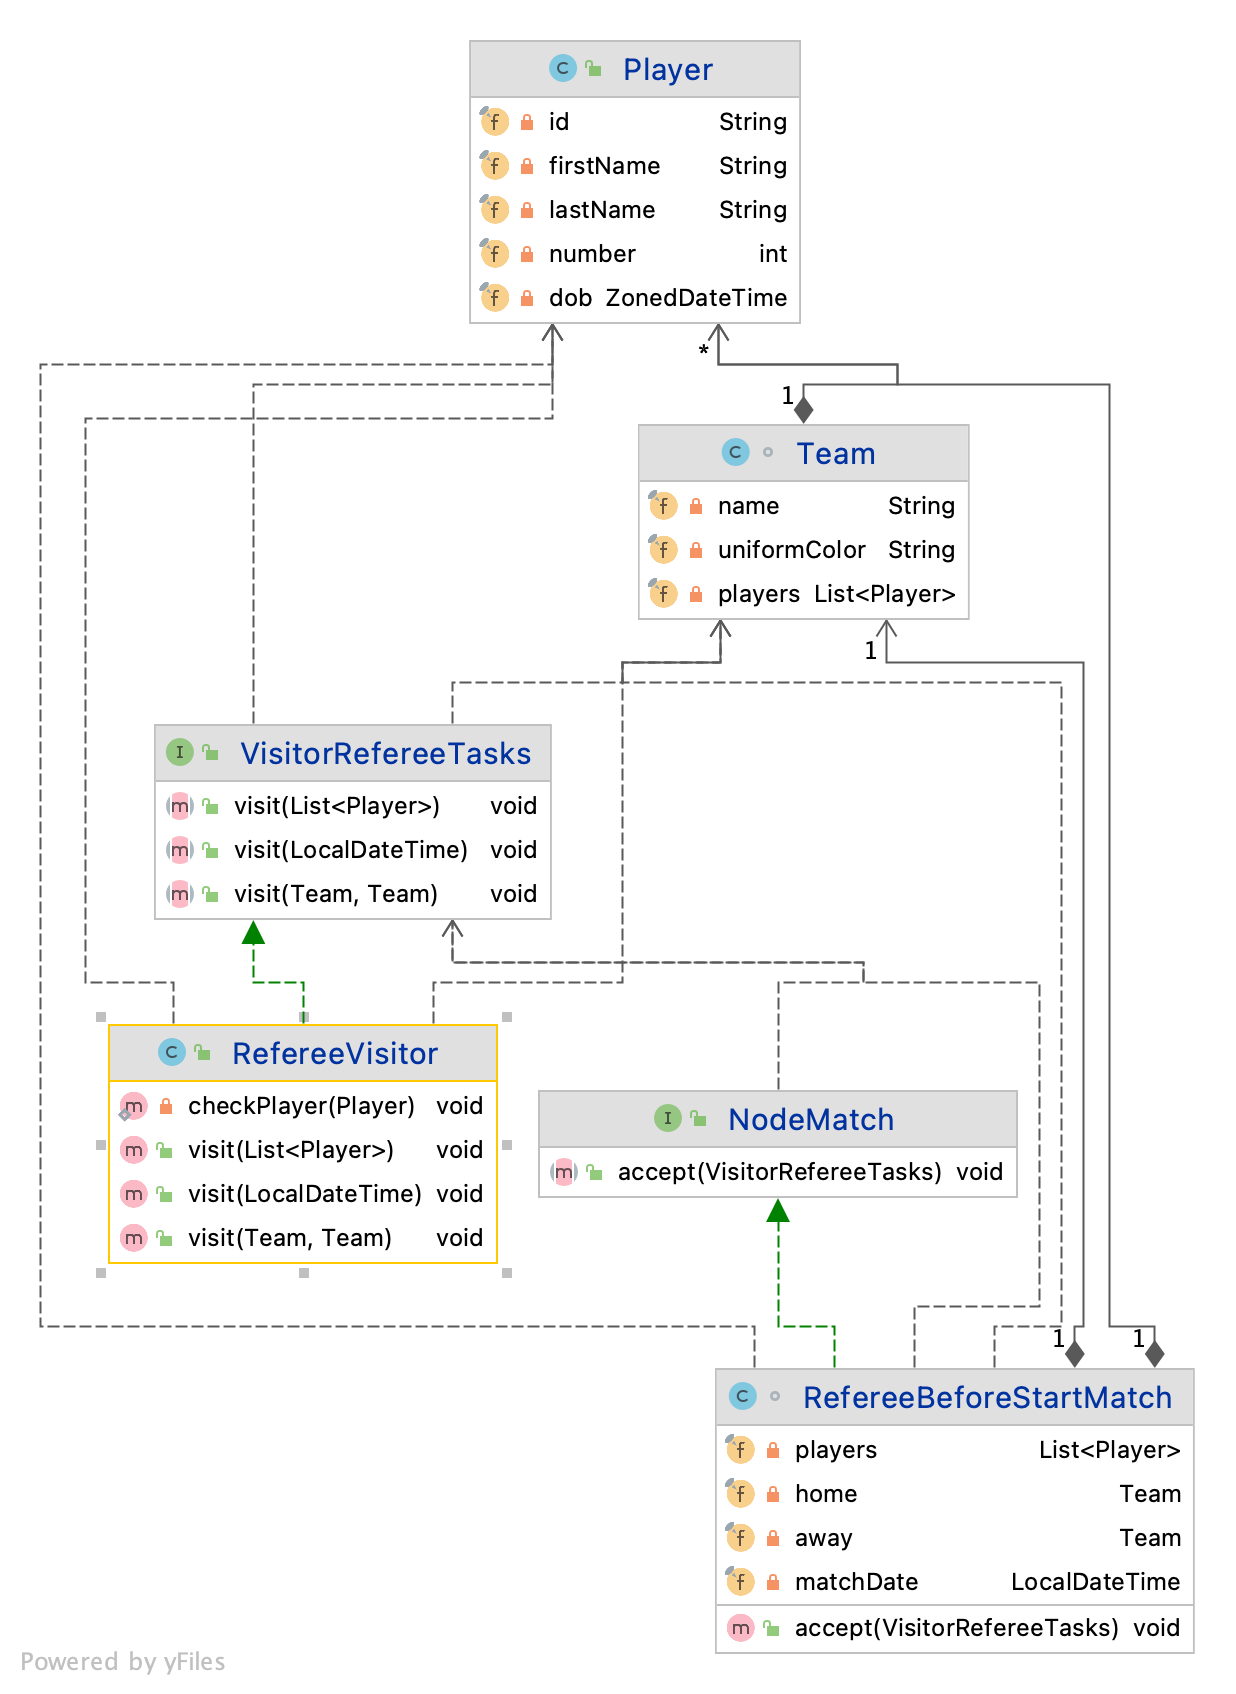 Player
id String
firstName String
lastName String
number int
dob ZonedDateTime
*
1
Team
name String
uniformColor String
players List<Player>
1
VisitorRefereeTasks
visit(List<Player>) void
visit(LocalDateTime) void
visit(Team, Team) void
RefereeVisitor
checkPlayer(Player) void
visit(List<Player>) void
visit(LocalDateTime) void
visit(Team, Team) void
NodeMatch
accept(VisitorRefereeTasks) void
1 1
RefereeBeforeStartMatch
players List<Player>
home Team
away Team
matchDate LocalDateTime
accept(VisitorRefereeTasks) void
Powered by yFiles